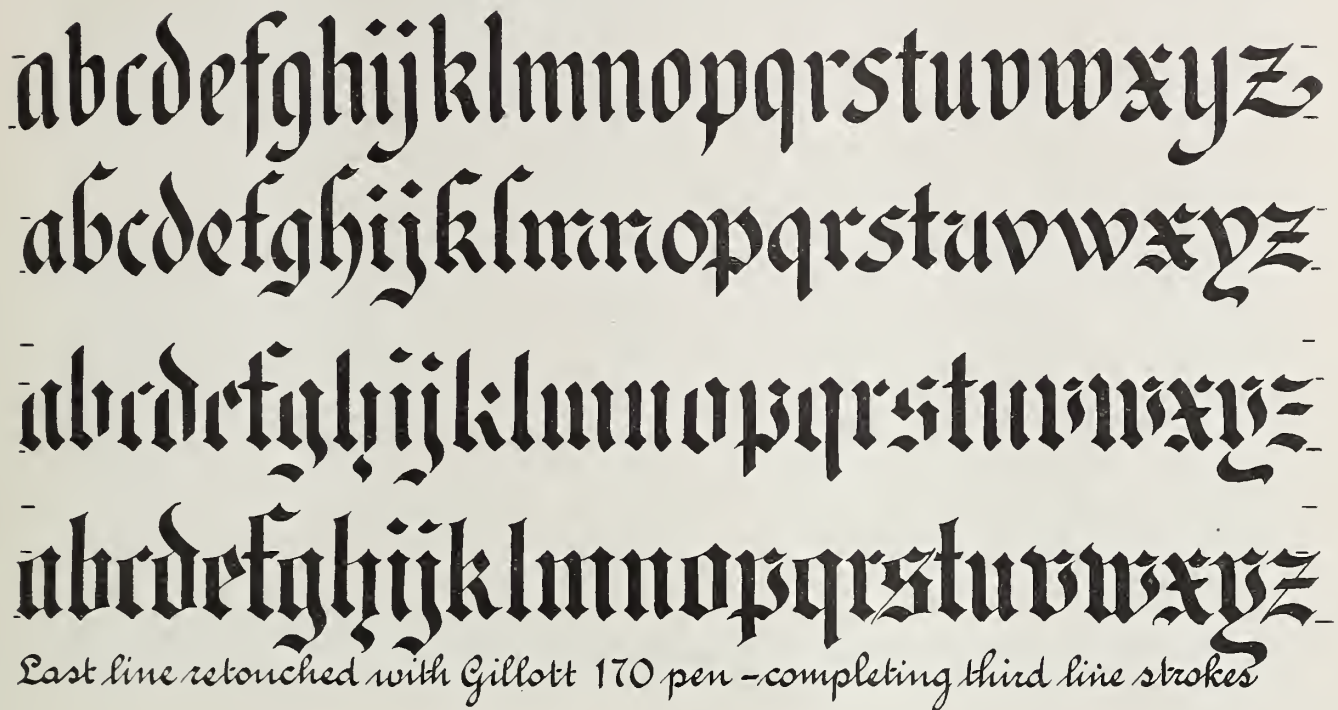 abcdefghijklmnopqrstuvwxyz
abcdefghijklmnopqrstuvwxyz
abcdefghijklmnopqrstuvwxyz
abcdefghijklmnopqrstuvwxyz
Last line retouched with Gillott 170 pen - completing third line strokes